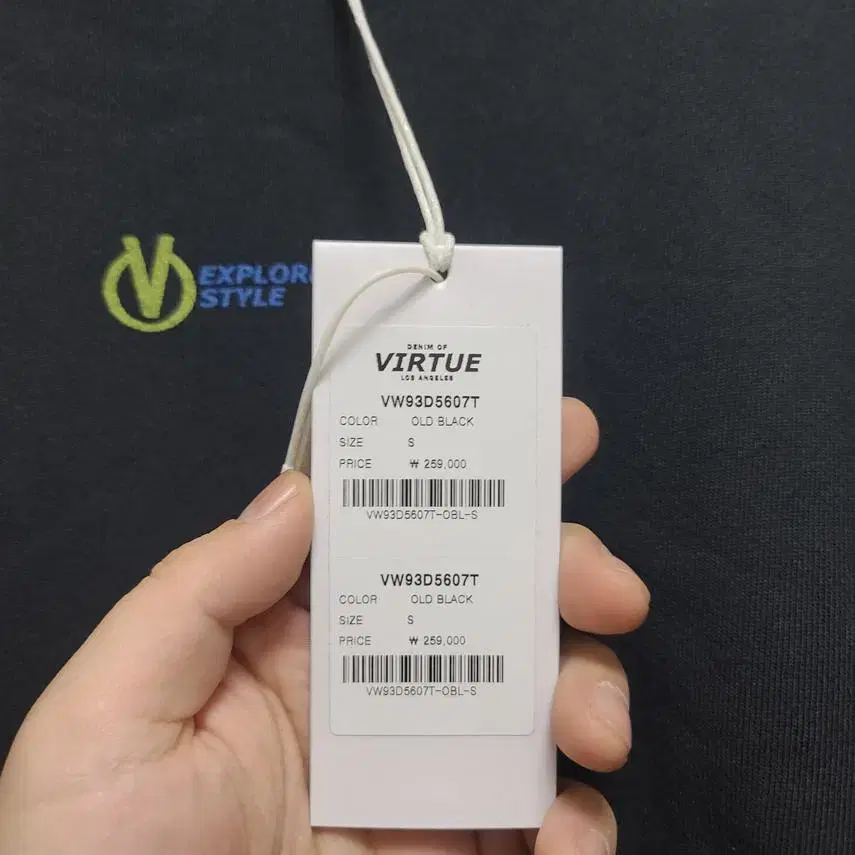 EXPLOR
STYLE
DENIM OF
VIRTUE
LOS ANGELES
VW93D5607T
COLOR OLD BLACK
SIZE S
PRICE ₩ 259,000
VW93D5607T-OBL-S
VW93D5607T
COLOR OLD BLACK
SIZE S
PRICE ₩ 259,000
VW93D5607T-OBL-S